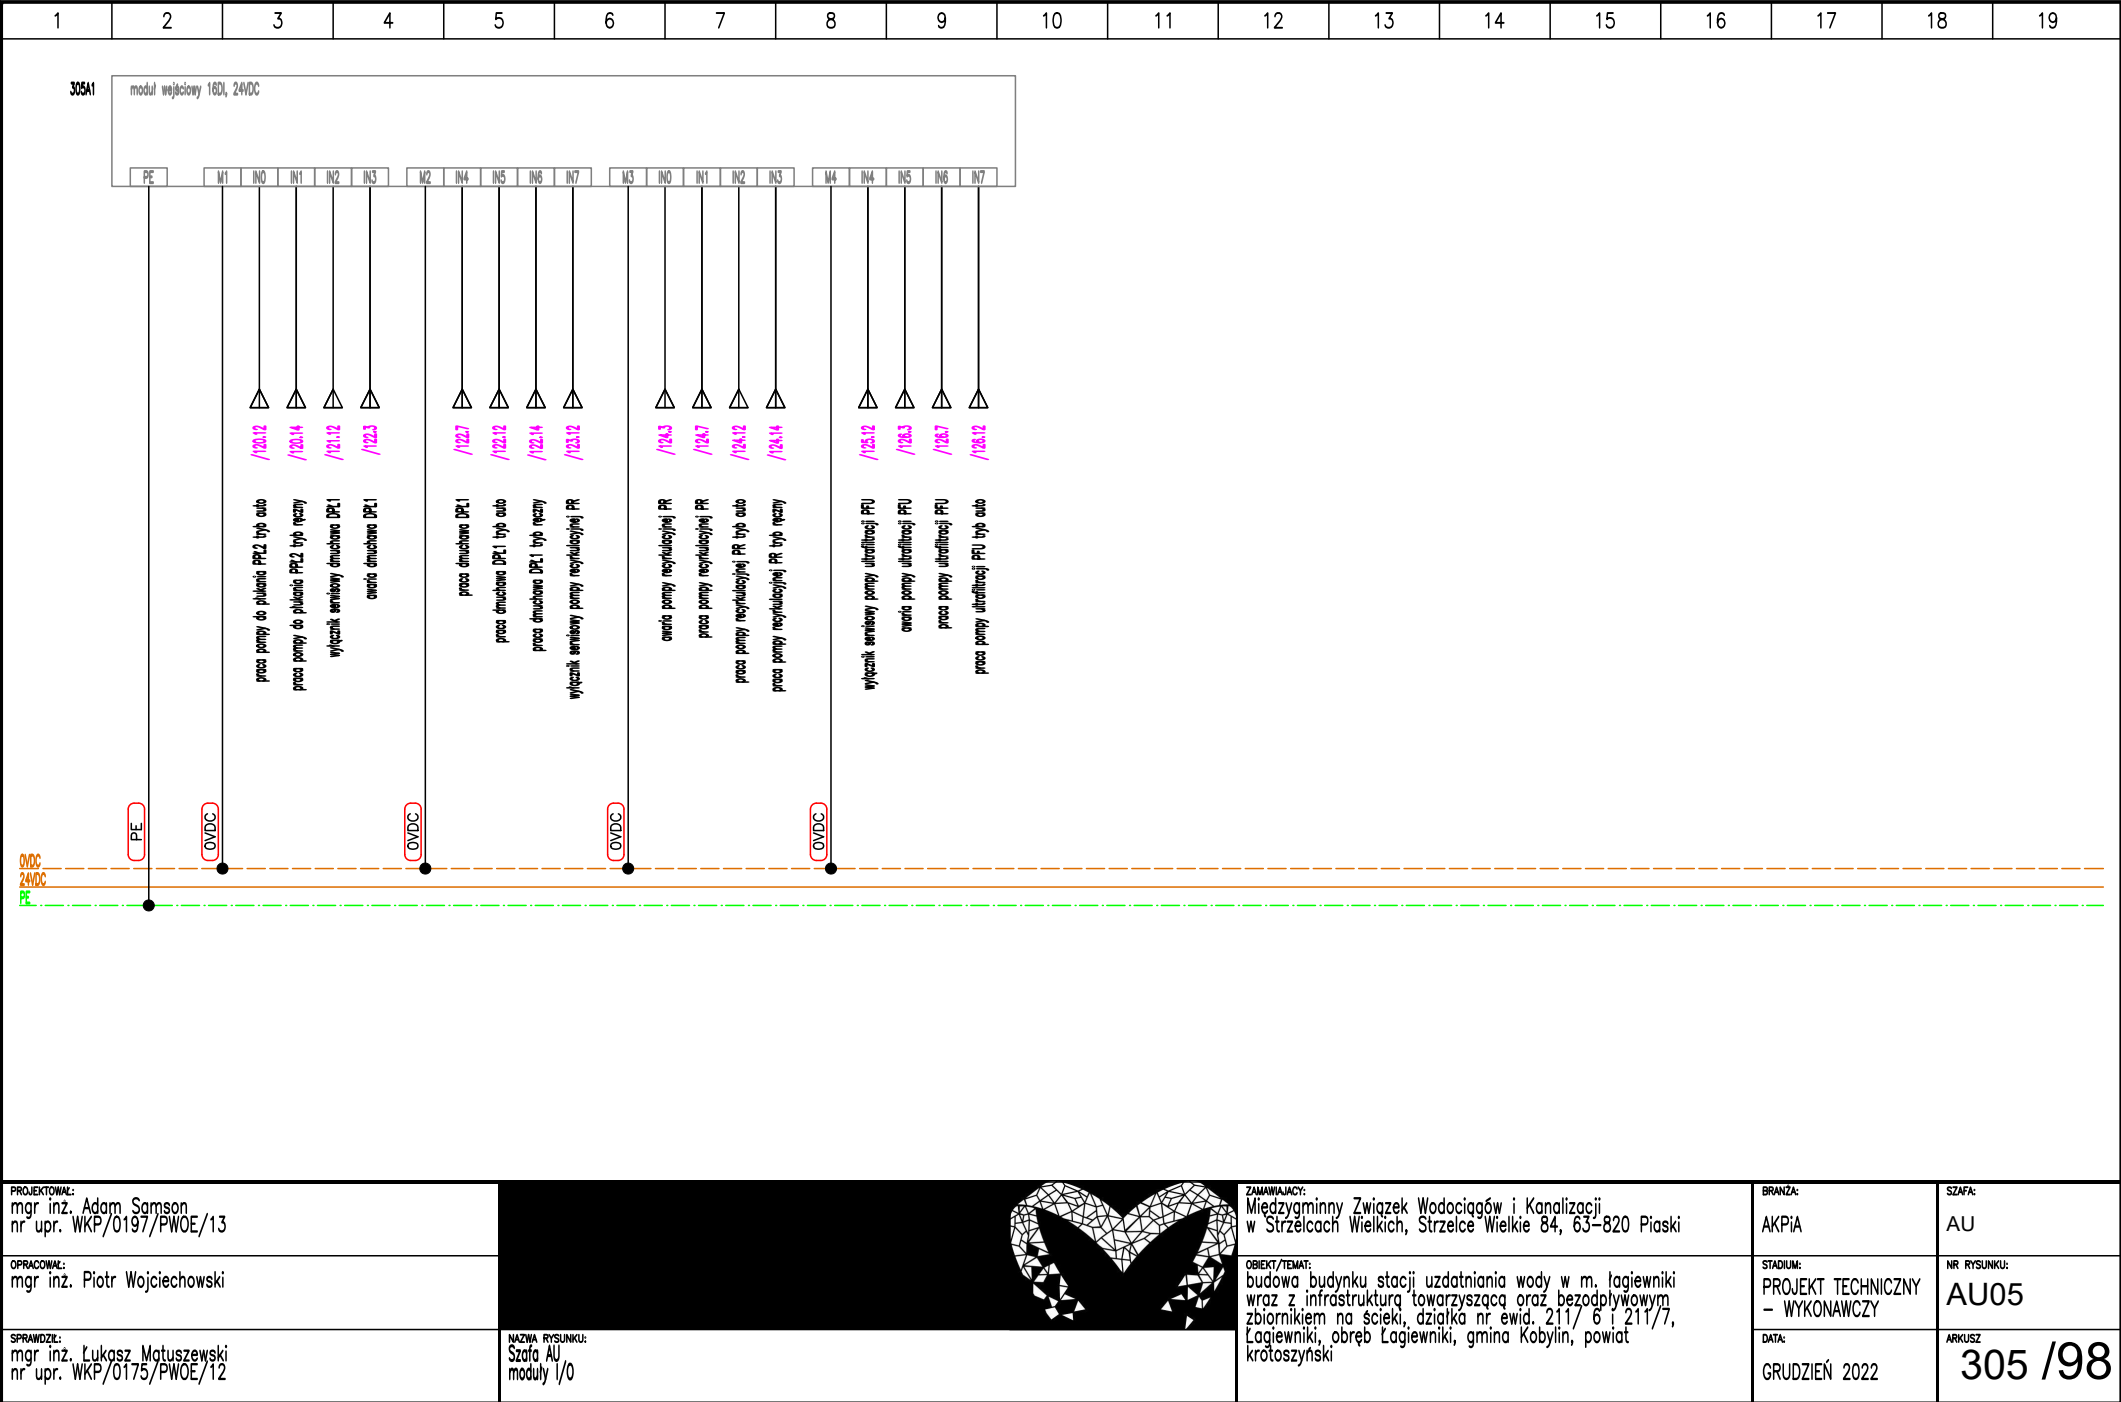 1 2 3 4 5 6 7 8 9 10 11 12 13 14 15 16 17 18 19
305A1
moduł wejściowy 16DI, 24VDC
PE M1 IN0 IN1 IN2 IN3 M2 IN4 IN5 IN6 IN7 M3 IN0 IN1 IN2 IN3 M4 IN4 IN5 IN6 IN7
/120.12
/120.14
/121.12
/122.3
/122.7
/122.12
/122.14
/123.12
/124.3
/124.7
/124.12
/124.14
/125.12
/126.3
/126.7
/126.12
praca pompy do płukania PPŁ2 tryb auto
praca pompy do płukania PPŁ2 tryb ręczny
wyłącznik serwisowy dmuchawa DPŁ1
awaria dmuchawa DPŁ1
praca dmuchawa DPŁ1
praca dmuchawa DPŁ1 tryb auto
praca dmuchawa DPŁ1 tryb ręczny
wyłącznik serwisowy pompy recyrkulacyjnej PR
awaria pompy recyrkulacyjnej PR
praca pompy recyrkulacyjnej PR
praca pompy recyrkulacyjnej PR tryb auto
praca pompy recyrkulacyjnej PR tryb ręczny
wyłącznik serwisowy pompy ultrafiltracji PFU
awaria pompy ultrafiltracji PFU
praca pompy ultrafiltracji PFU
praca pompy ultrafiltracji PFU tryb auto
PE
0VDC
0VDC
0VDC
0VDC
0VDC
24VDC
PE
PROJEKTOWAŁ:
mgr inż. Adam Samson
nr upr. WKP/0197/PWOE/13
OPRACOWAŁ:
mgr inż. Piotr Wojciechowski
SPRAWDZIŁ:
mgr inż. Łukasz Matuszewski
nr upr. WKP/0175/PWOE/12
NAZWA RYSUNKU:
Szafa AU
moduły I/O
ZAMAWIAJACY:
Międzygminny Związek Wodociągów i Kanalizacji
w Strzelcach Wielkich, Strzelce Wielkie 84, 63-820 Piaski
OBIEKT/TEMAT:
budowa budynku stacji uzdatniania wody w m. łagiewniki
wraz z infrastrukturą towarzyszącą oraz bezodpływowym
zbiornikiem na ścieki, działka nr ewid. 211/ 6 i 211/7,
Łagiewniki, obręb Łagiewniki, gmina Kobylin, powiat
krotoszyński
BRANŻA:
AKPiA
STADIUM:
PROJEKT TECHNICZNY
- WYKONAWCZY
DATA:
GRUDZIEŃ 2022
SZAFA:
AU
NR RYSUNKU:
AU05
ARKUSZ
305 /98